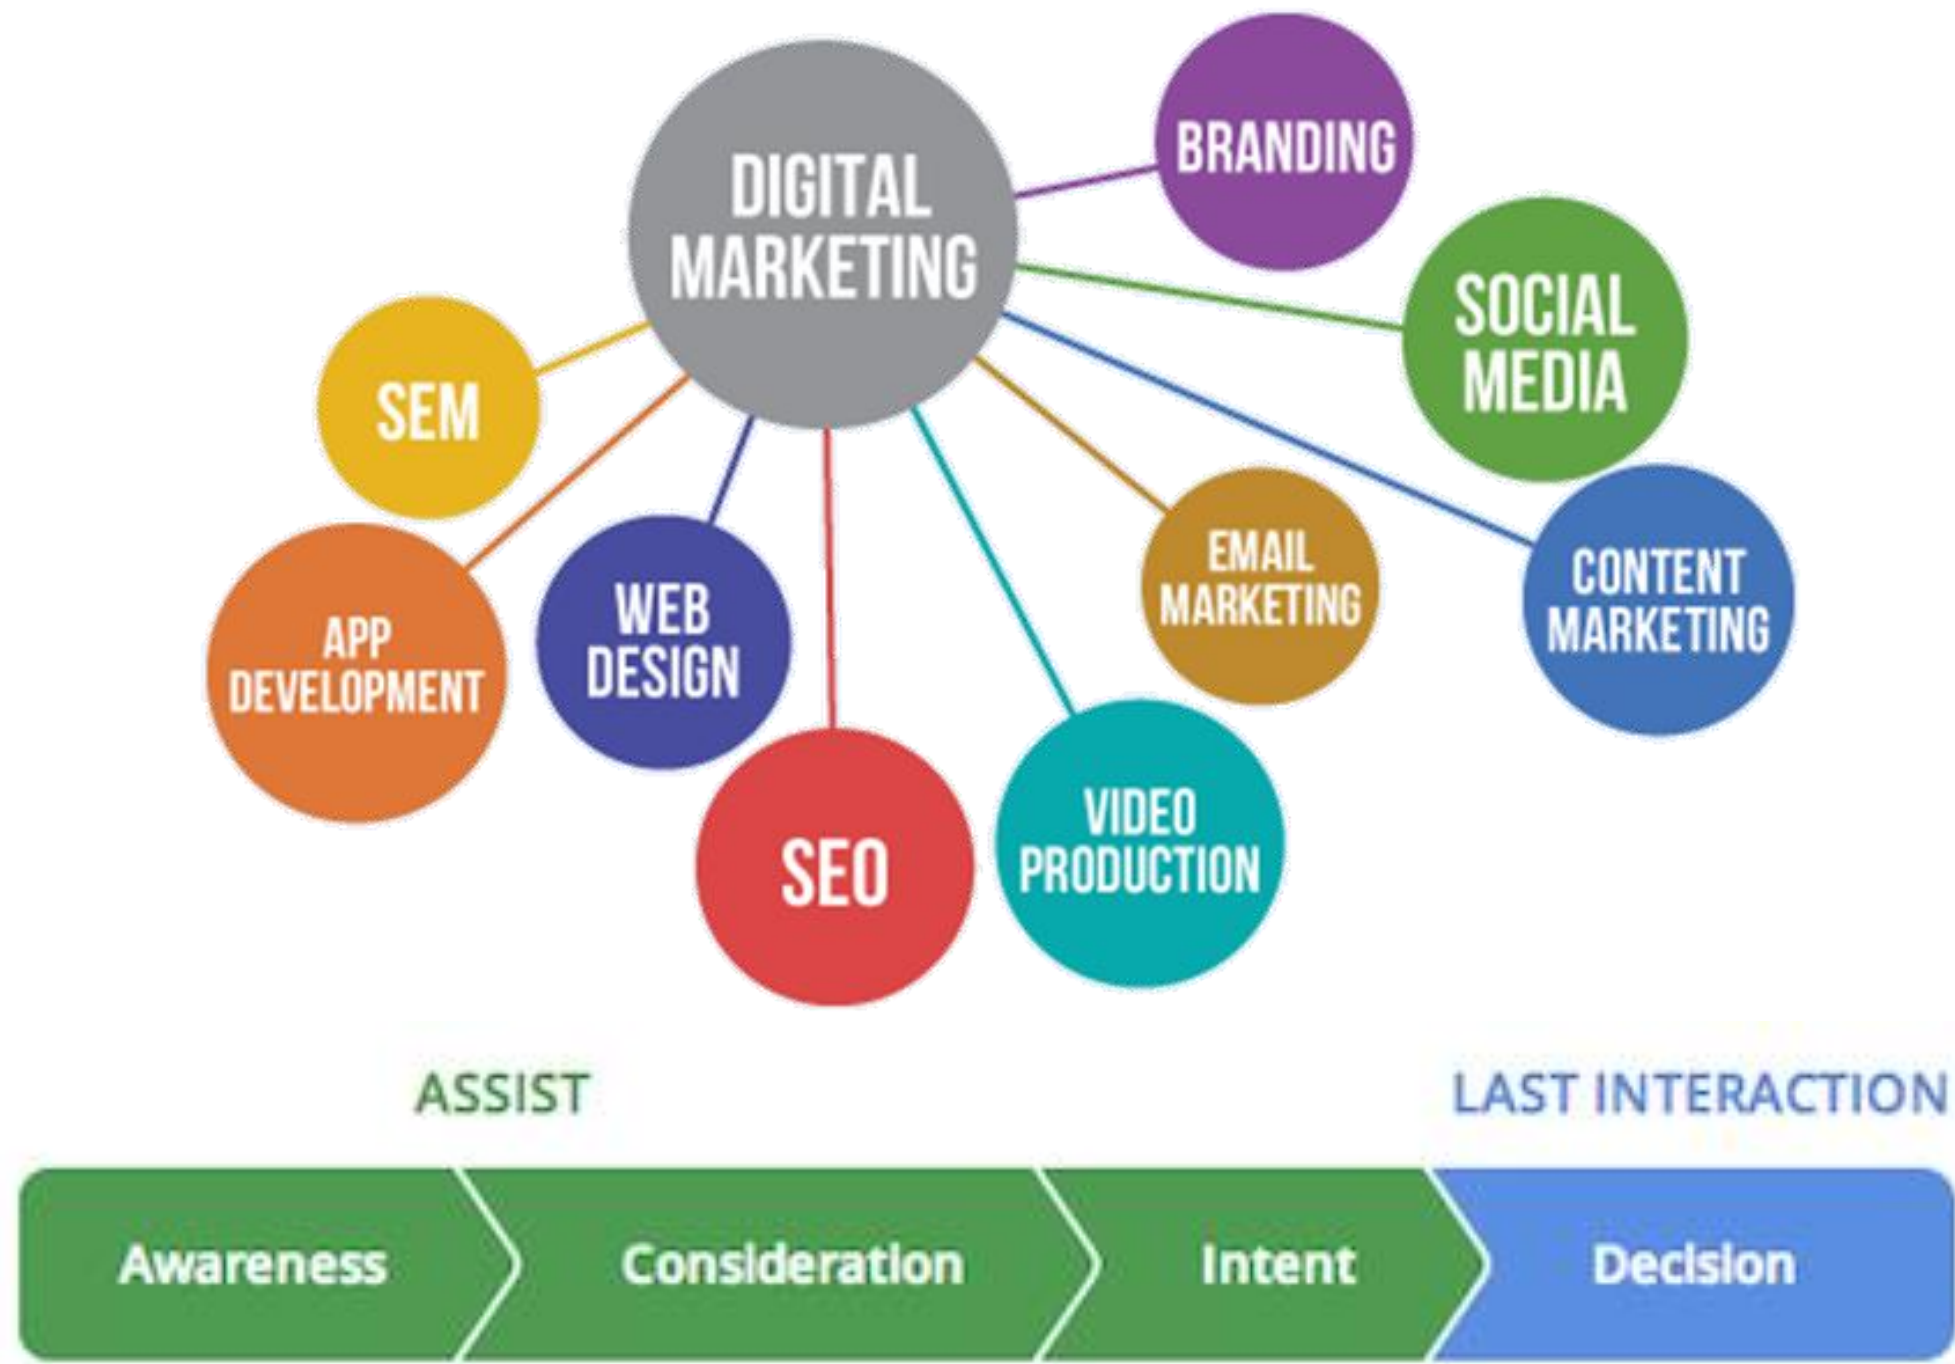 DIGITAL
MARKETING
BRANDING
SOCIAL
MEDIA
SEM
CONTENT
MARKETING
EMAIL
MARKETING
APP
DEVELOPMENT
WEB
DESIGN
SEO
VIDEO
PRODUCTION
ASSIST
LAST INTERACTION
Awareness
Consideration
Intent
Decision